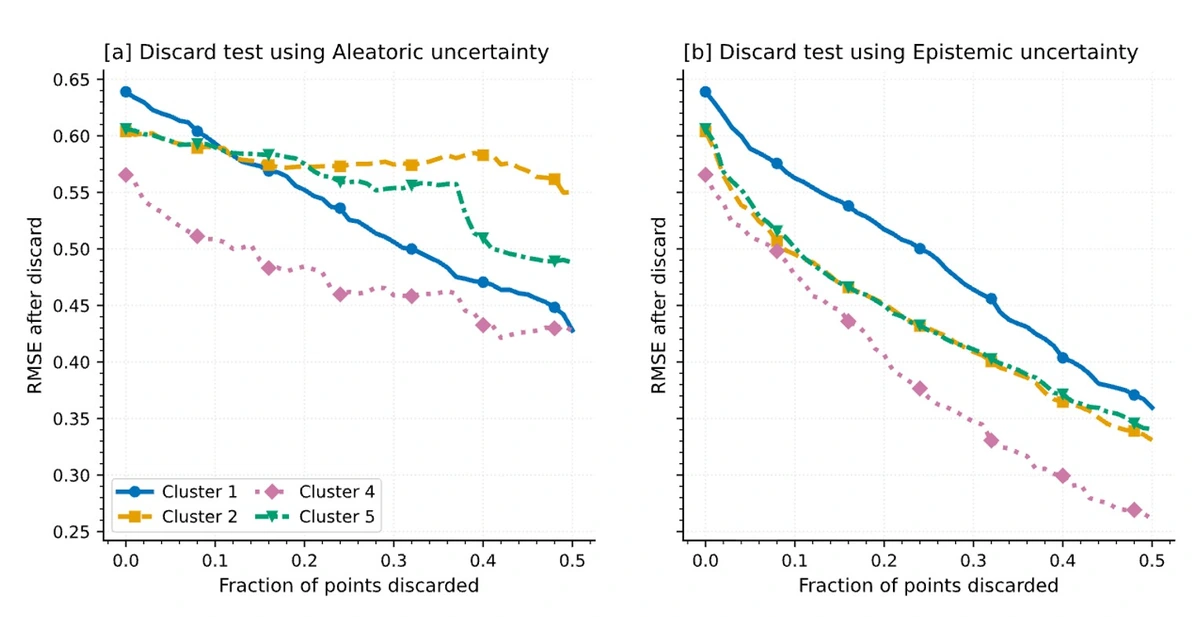 [a] Discard test using Aleatoric uncertainty
RMSE after discard
0.65
0.60
0.55
0.50
0.45
0.40
0.35
0.30
0.25
Cluster 1
Cluster 2
Cluster 4
Cluster 5
0.0 0.1 0.2 0.3 0.4 0.5
Fraction of points discarded
[b] Discard test using Epistemic uncertainty
RMSE after discard
0.0 0.1 0.2 0.3 0.4 0.5
Fraction of points discarded